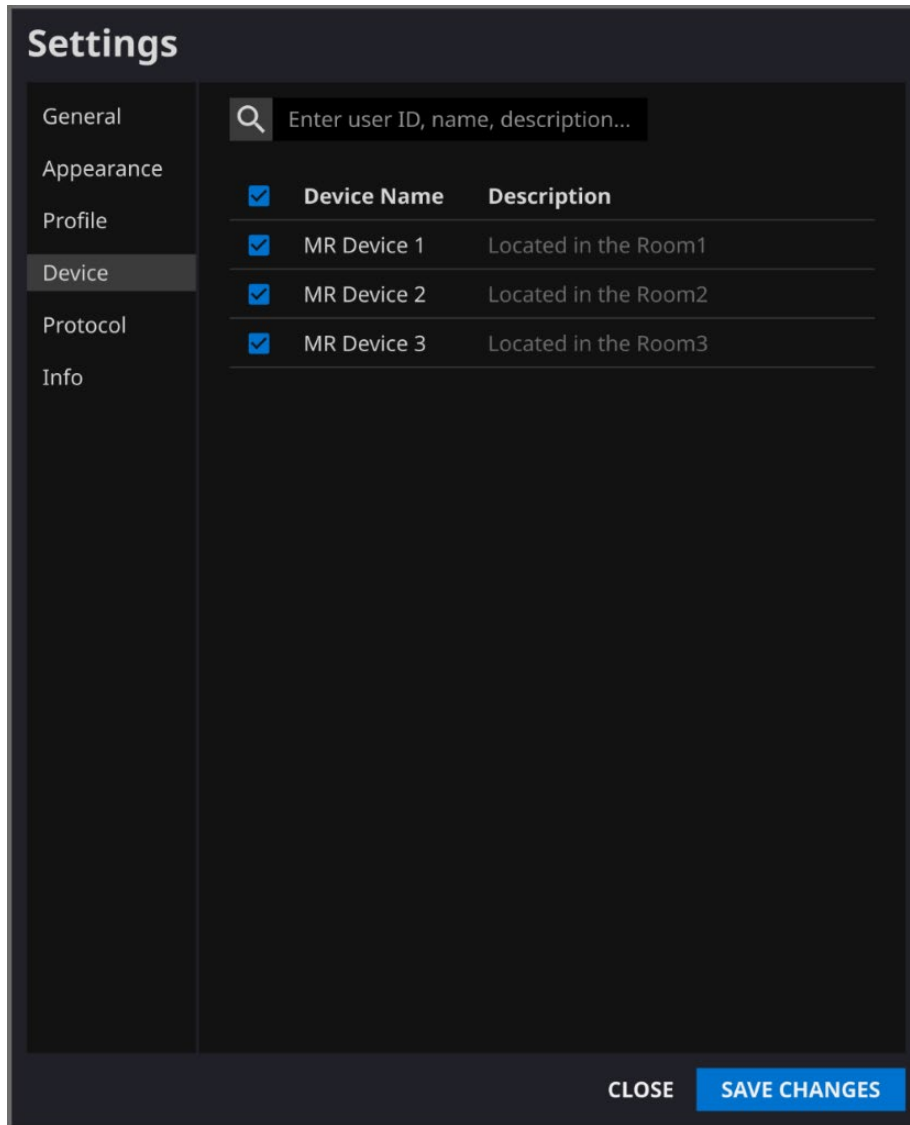 Settings
General
Appearance
Profile
Device
Protocol
Info
Enter user ID, name, description...
Device Name Description
MR Device 1 Located in the Room1
MR Device 2 Located in the Room2
MR Device 3 Located in the Room3
CLOSE SAVE CHANGES